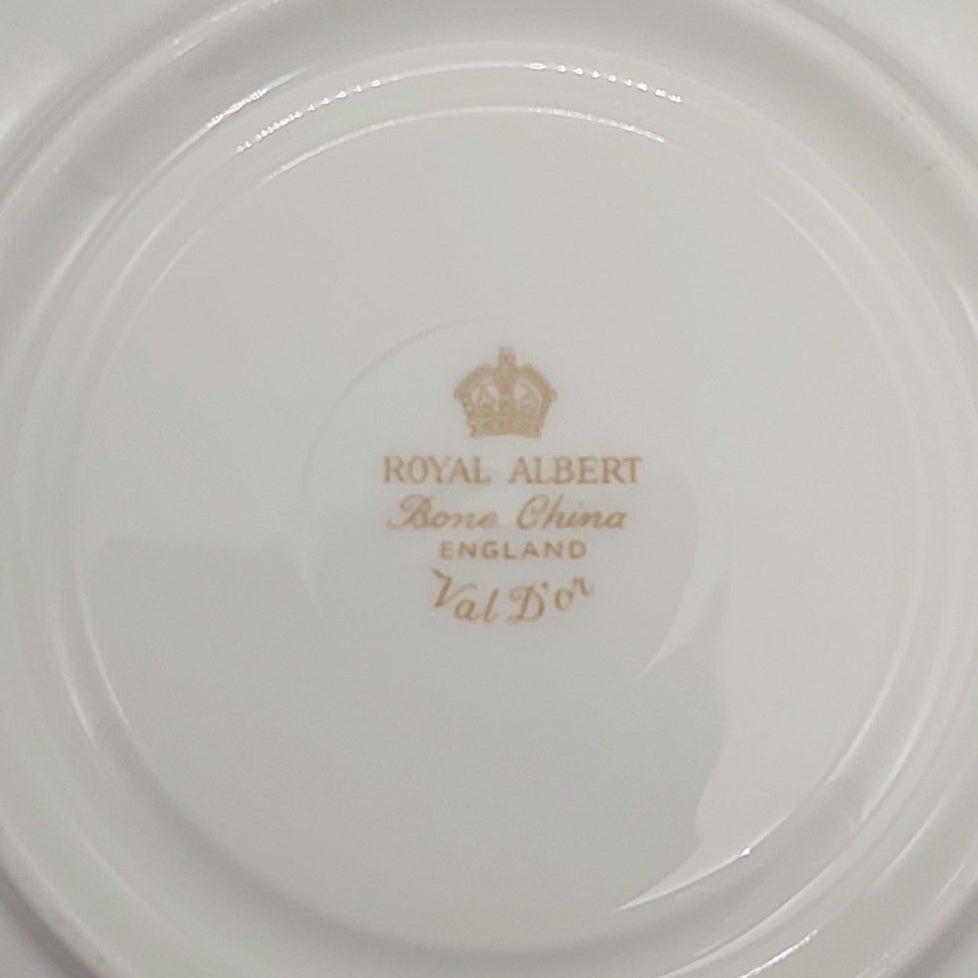 ROYAL ALBERT
Bone China
ENGLAND
Val D'or